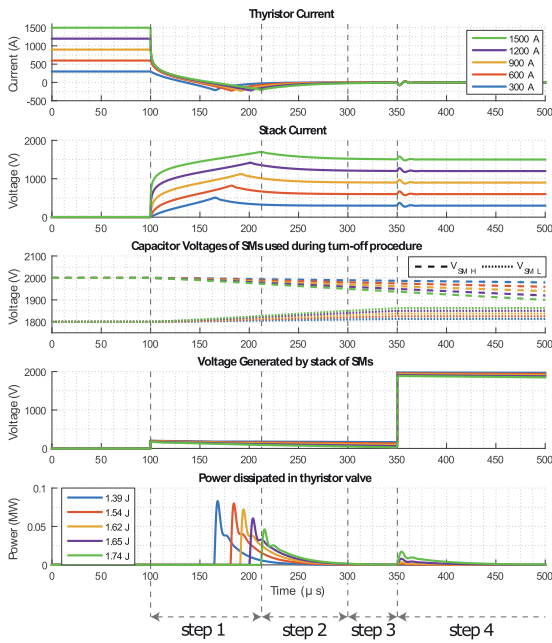 Thyristor Current
Current (A)
1500
1000
500
0
-500
0 50 100 150 200 250 300 350 400 450 500
1500 A
1200 A
900 A
600 A
300 A
Stack Current
Voltage (V)
2000
1000
0
0 50 100 150 200 250 300 350 400 450 500
Capacitor Voltages of SMs used during turn-off procedure
Voltage (V)
2100
2000
1900
1800
0 50 100 150 200 250 300 350 400 450 500
V SM H
V SM L
Voltage Generated by stack of SMs
Voltage (V)
2000
1000
0
0 50 100 150 200 250 300 350 400 450 500
Power dissipated in thyristor valve
Power (MW)
0.1
0.05
0
1.39 J
1.54 J
1.62 J
1.65 J
1.74 J
0 50 100 150 200 250 300 350 400 450 500
Time (μ s)
step 1 step 2 step 3 step 4